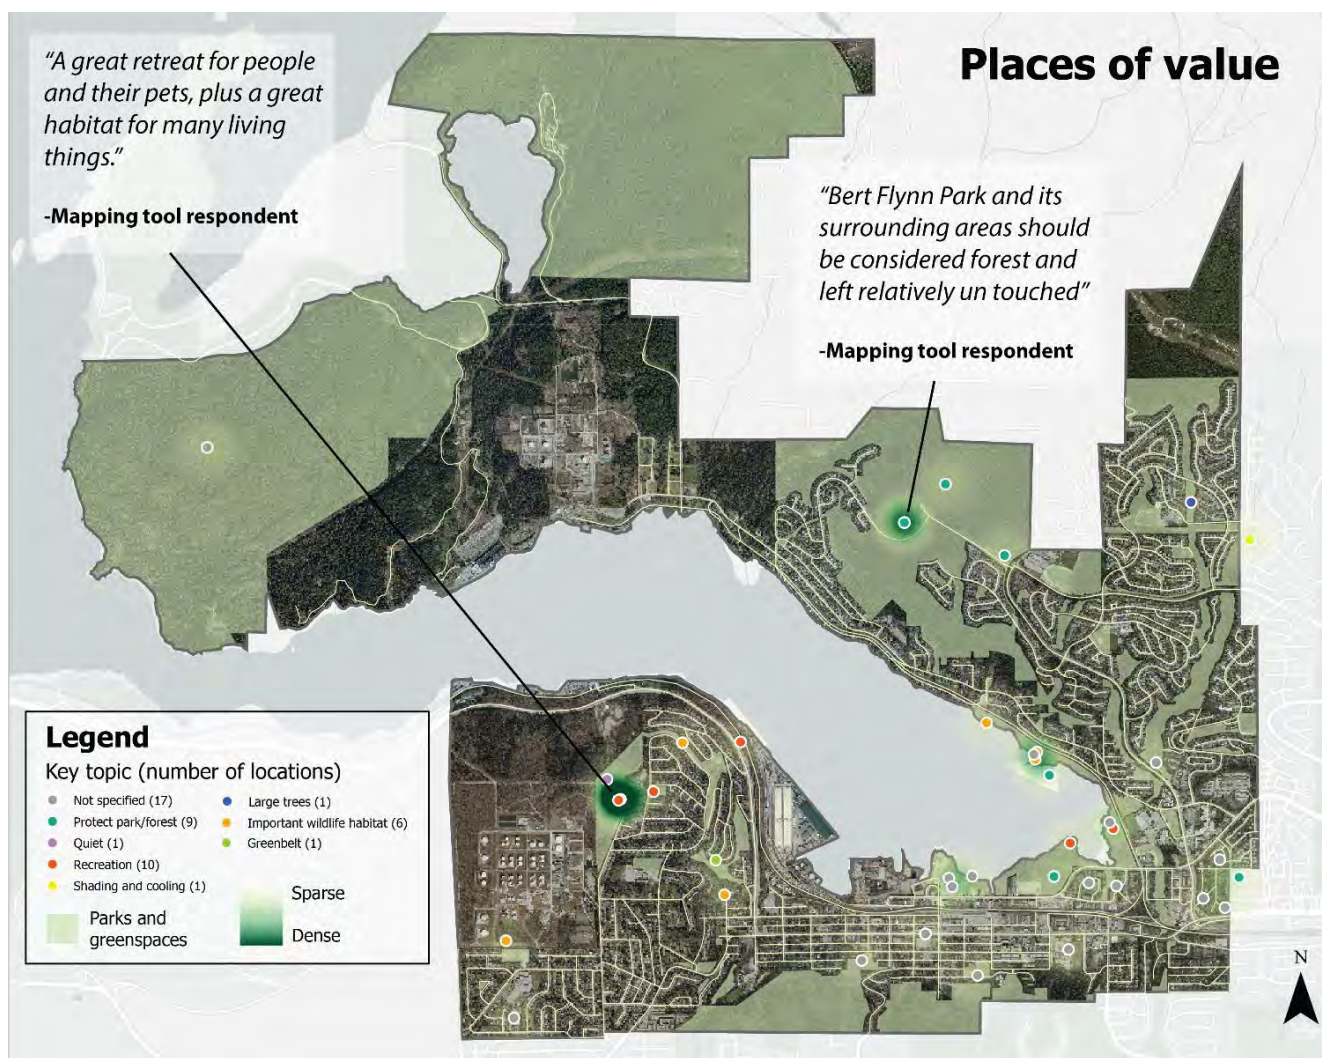 Places of value
“A great retreat for people
and their pets, plus a great
habitat for many living
things.”
-Mapping tool respondent
“Bert Flynn Park and its
surrounding areas should
be considered forest and
left relatively un touched”
-Mapping tool respondent
Legend
Key topic (number of locations)
Not specified (17)
Protect park/forest (9)
Quiet (1)
Recreation (10)
Shading and cooling (1)
Large trees (1)
Important wildlife habitat (6)
Greenbelt (1)
Parks and
greenspaces
Sparse
Dense
N